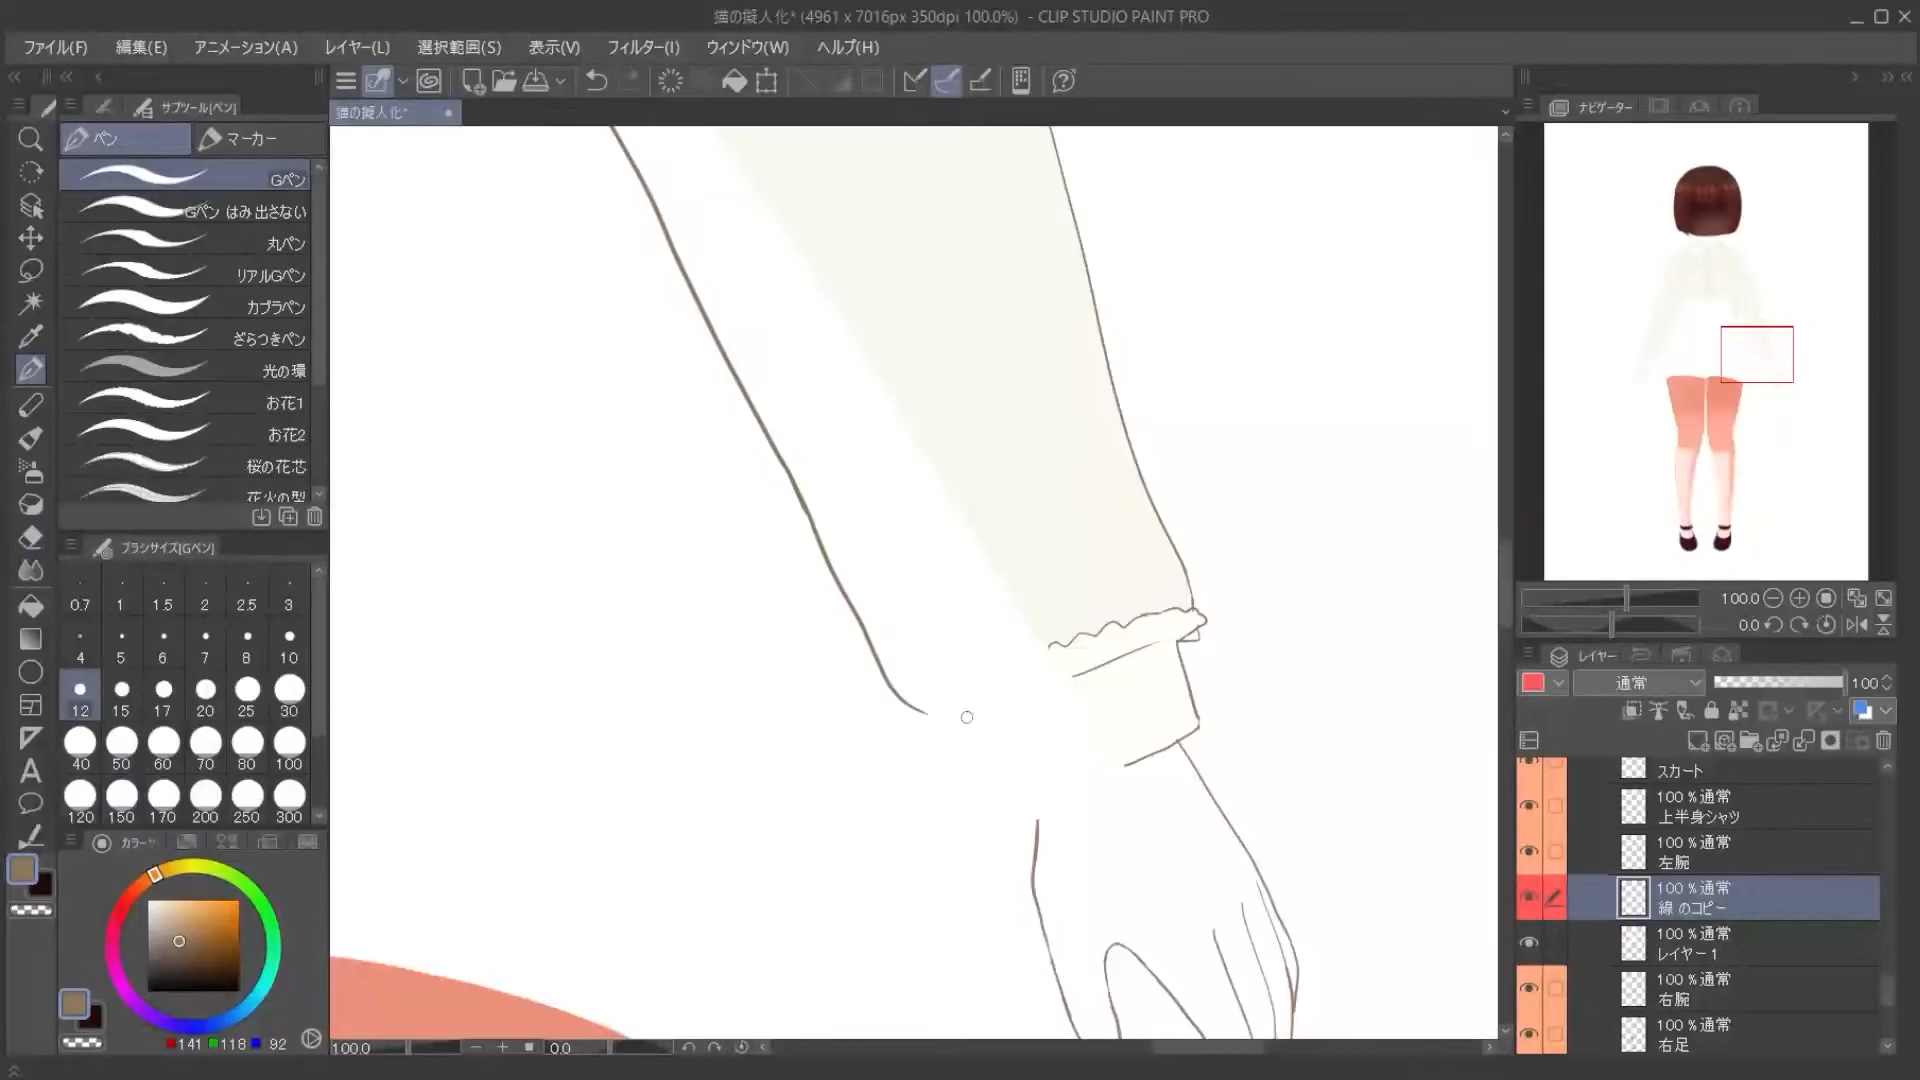 猫の擬人化* (4961 x 7016px 350dpi 100.0%) - CLIP STUDIO PAINT PRO
ファイル(F) 編集(E) アニメーション(A) レイヤー(L) 選択範囲(S) 表示(V) フィルター(I) ウィンドウ(W) ヘルプ(H)
サブツール[ペン]
ペン マーカー
Gペン
Gペン はみ出さない
丸ペン
リアルGペン
カブラペン
ざらつきペン
光の環
お花1
お花2
桜の花芯
花火の型
ブラシサイズ[Gペン]
0.7 1 1.5 2 2.5 3
4 5 6 7 8 10
12 15 17 20 25 30
40 50 60 70 80 100
120 150 170 200 250 300
カラー
141 118 92
猫の擬人化*
100.0 0.0
ナビゲーター
100.0
0.0
レイヤー
通常 100
スカート
100 % 通常
上半身シャツ
100 % 通常
左腕
100 % 通常
線 のコピー
100 % 通常
レイヤー 1
100 % 通常
右腕
100 % 通常
右足